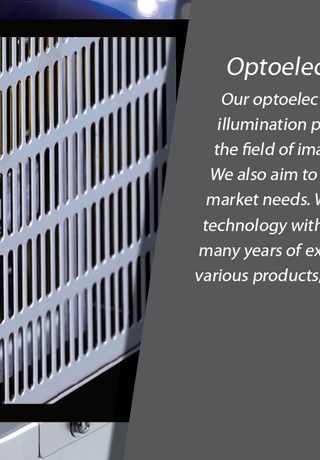 Optoelec
Our optoelec
illumination p
the field of ima
We also aim to
market needs. W
technology with
many years of ex
various products,